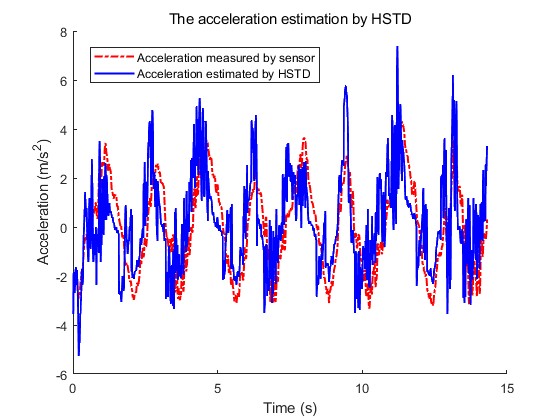 The acceleration estimation by HSTD
Acceleration measured by sensor
Acceleration estimated by HSTD
Acceleration (m/s²)
8
6
4
2
0
-2
-4
-6
0 5 10 15
Time (s)